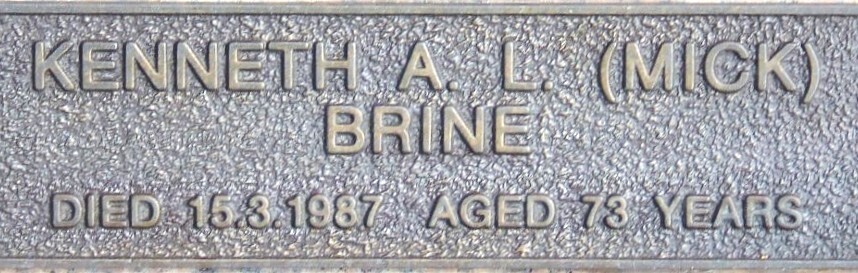 KENNETH A. L. (MICK)
BRINE
DIED 15.3.1987 AGED 73 YEARS